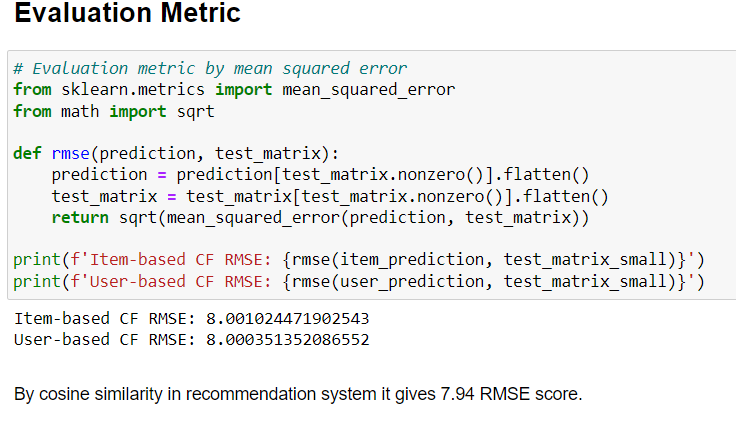 Evaluation Metric
# Evaluation metric by mean squared error
from sklearn.metrics import mean_squared_error
from math import sqrt
def rmse(prediction, test_matrix):
    prediction = prediction[test_matrix.nonzero()].flatten()
    test_matrix = test_matrix[test_matrix.nonzero()].flatten()
    return sqrt(mean_squared_error(prediction, test_matrix))
print(f'Item-based CF RMSE: {rmse(item_prediction, test_matrix_small)}')
print(f'User-based CF RMSE: {rmse(user_prediction, test_matrix_small)}')
Item-based CF RMSE: 8.001024471902543
User-based CF RMSE: 8.000351352086552
By cosine similarity in recommendation system it gives 7.94 RMSE score.